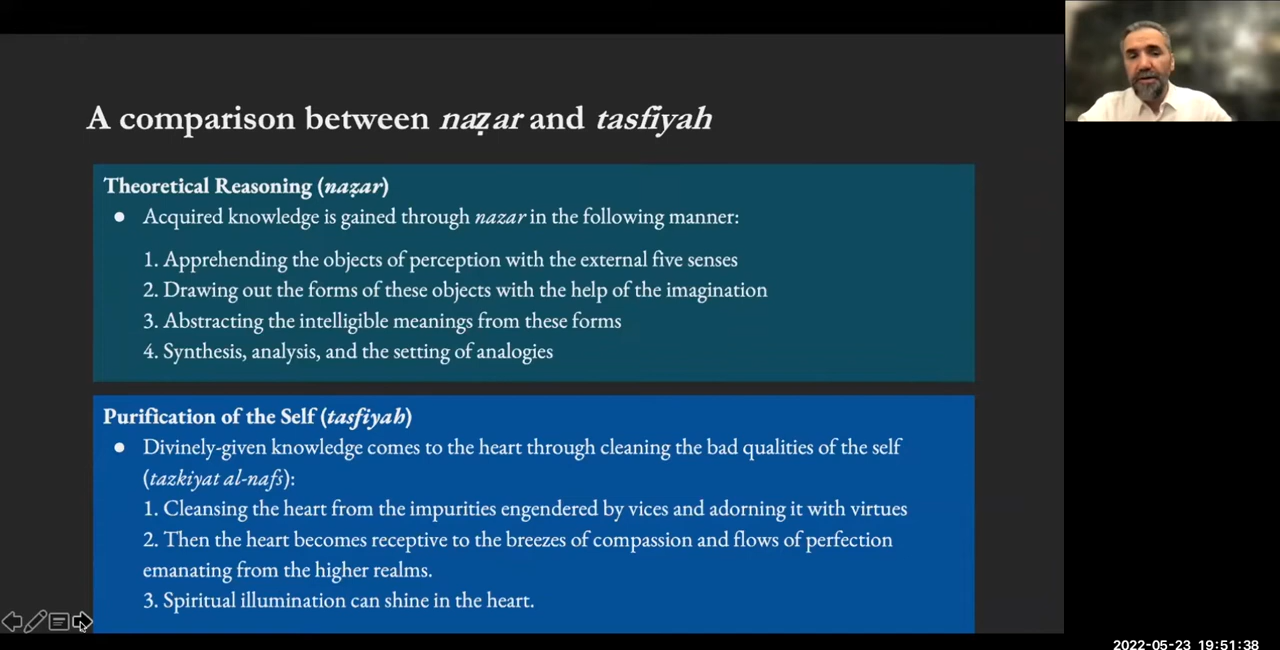 A comparison between naẓar and tasfiyah
Theoretical Reasoning (naẓar)
● Acquired knowledge is gained through nazar in the following manner:
1. Apprehending the objects of perception with the external five senses
2. Drawing out the forms of these objects with the help of the imagination
3. Abstracting the intelligible meanings from these forms
4. Synthesis, analysis, and the setting of analogies
Purification of the Self (tasfiyah)
● Divinely-given knowledge comes to the heart through cleaning the bad qualities of the self
(tazkiyat al-nafs):
1. Cleansing the heart from the impurities engendered by vices and adorning it with virtues
2. Then the heart becomes receptive to the breezes of compassion and flows of perfection
emanating from the higher realms.
3. Spiritual illumination can shine in the heart.
2022-05-23 19:51:38